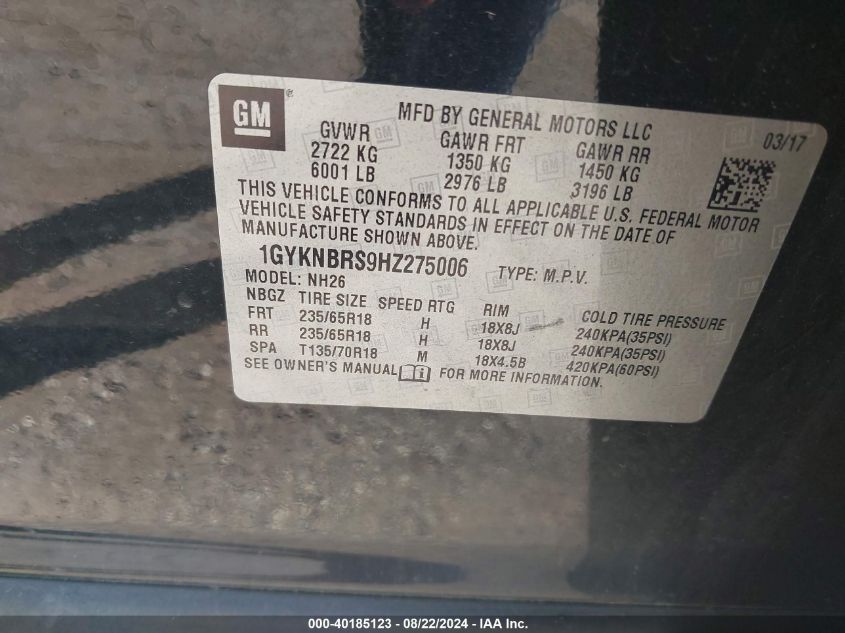 GM ®
MFD BY GENERAL MOTORS LLC
03/17
GVWR GAWR FRT GAWR RR
2722 KG 1350 KG 1450 KG
6001 LB 2976 LB 3196 LB
THIS VEHICLE CONFORMS TO ALL APPLICABLE U.S. FEDERAL MOTOR
VEHICLE SAFETY STANDARDS IN EFFECT ON THE DATE OF
MANUFACTURE SHOWN ABOVE.
1GYKNBRS9HZ275006 TYPE: M.P.V.
MODEL: NH26
NBGZ TIRE SIZE SPEED RTG RIM COLD TIRE PRESSURE
FRT 235/65R18 H 18X8J 240KPA(35PSI)
RR 235/65R18 H 18X8J 240KPA(35PSI)
SPA T135/70R18 M 18X4.5B 420KPA(60PSI)
SEE OWNER'S MANUAL i FOR MORE INFORMATION.
000-40185123 - 08/22/2024 - IAA Inc.